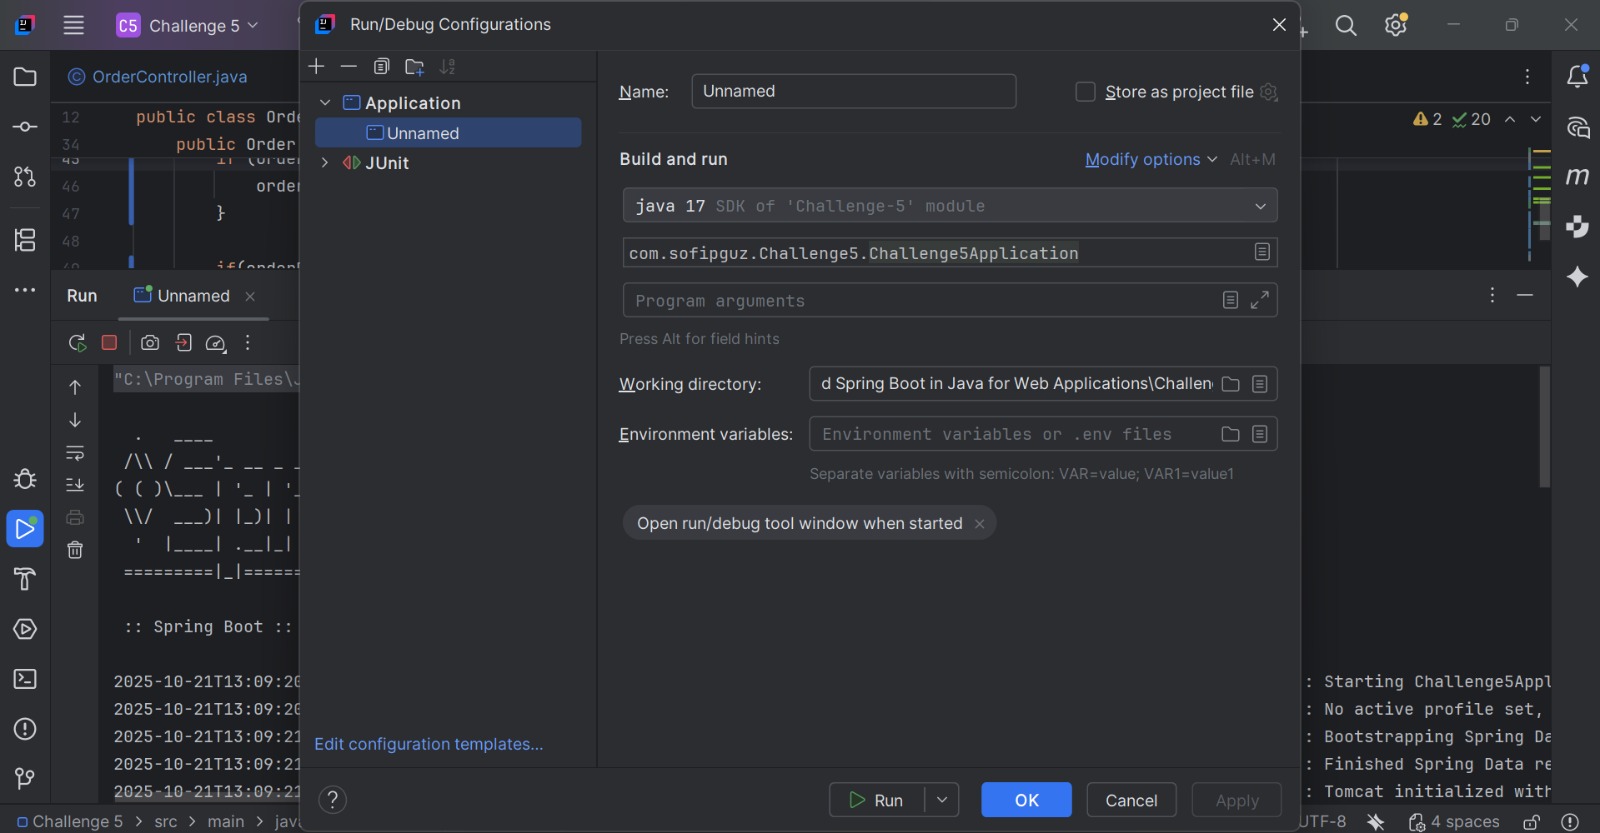 C5 Challenge 5
Run/Debug Configurations
OrderController.java
12 public class Orde
34 public Order
45 if (order
46 order
47 }
48
49 if(order
2 20
Application
Unnamed
JUnit
Edit configuration templates...
Name: Unnamed Store as project file
Build and run Modify options Alt+M
java 17 SDK of 'Challenge-5' module
com.sofipguz.Challenge5.Challenge5Application
Program arguments
Press Alt for field hints
Working directory: d Spring Boot in Java for Web Applications\Challen
Environment variables: Environment variables or .env files
Separate variables with semicolon: VAR=value; VAR1=value1
Open run/debug tool window when started
? Run OK Cancel Apply
Run Unnamed
"C:\Program Files\J
:: Spring Boot ::
2025-10-21T13:09:20 : Starting Challenge5Appl
2025-10-21T13:09:20 : No active profile set,
2025-10-21T13:09:21 : Bootstrapping Spring Da
2025-10-21T13:09:21 : Finished Spring Data re
2025-10-21T13:09:21 : Tomcat initialized with
Challenge 5 > src > main > java
UTF-8 4 spaces